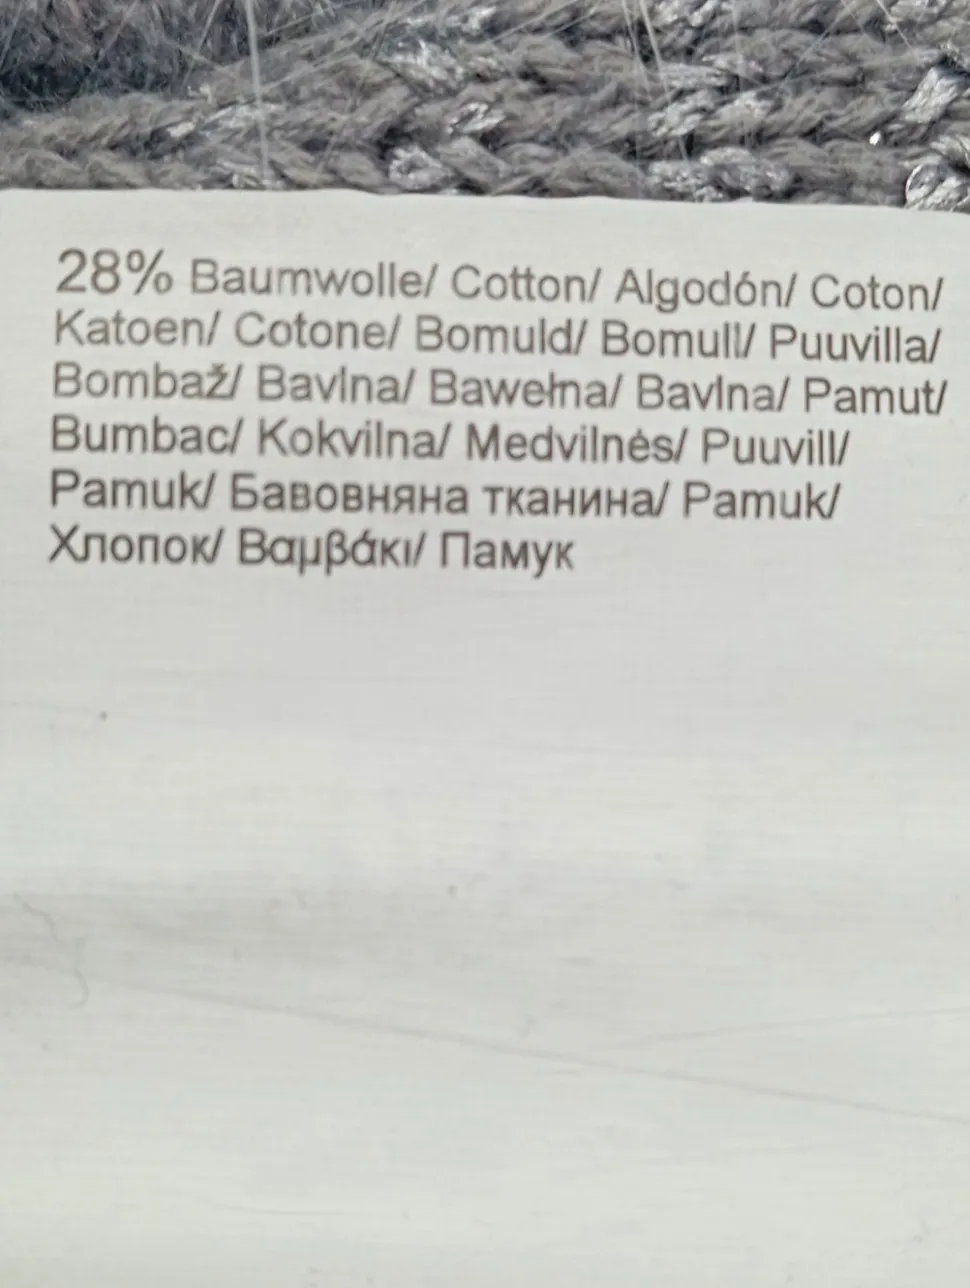 28% Baumwolle/ Cotton/ Algodón/ Coton/
Katoen/ Cotone/ Bomuld/ Bomull/ Puuvilla/
Bombaž/ Bavlna/ Bawełna/ Bavlna/ Pamut/
Bumbac/ Kokvilna/ Medvilnės/ Puuvill/
Pamuk/ Бавовняна тканина/ Pamuk/
Хлопок/ Βαμβάκι/ Памук